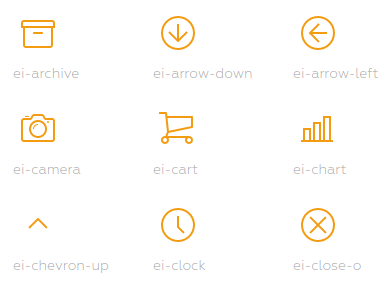 ei-archive
ei-arrow-down
ei-arrow-left
ei-camera
ei-cart
ei-chart
ei-chevron-up
ei-clock
ei-close-o